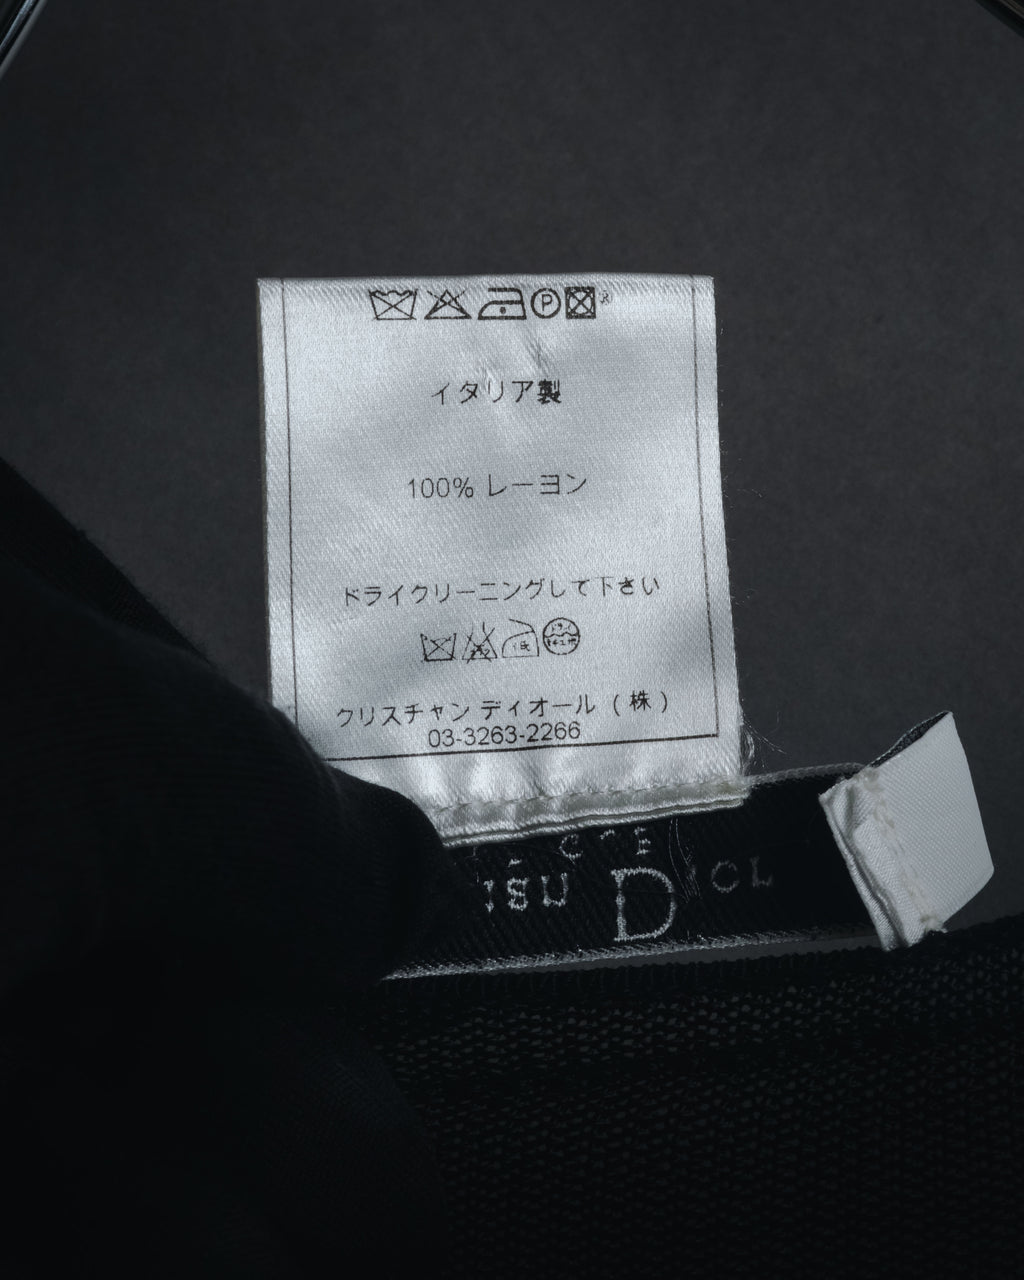 イタリア製
100% レーヨン
ドライクリーニングして下さい
クリスチャン ディオール (株)
03-3263-2266